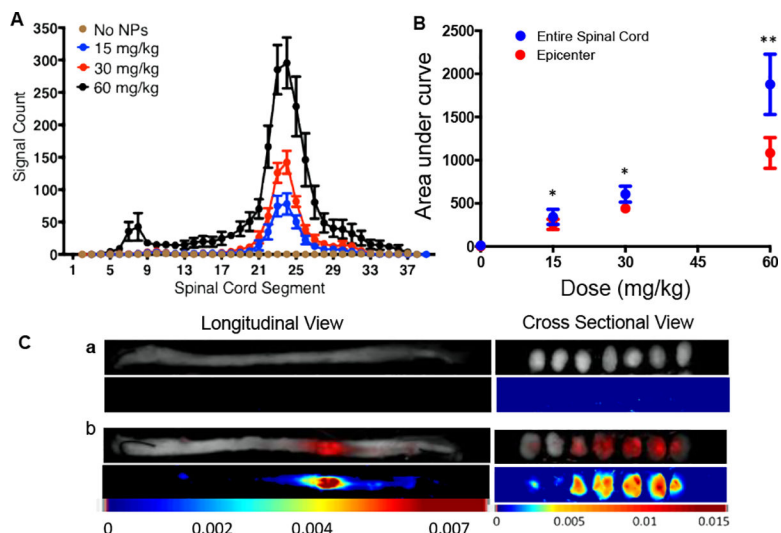 A
No NPs
15 mg/kg
30 mg/kg
60 mg/kg
350
300
250
200
150
100
50
0
Signal Count
1 5 9 13 17 21 25 29 33 37
Spinal Cord Segment
B
Entire Spinal Cord
Epicenter
2500
2000
1500
1000
500
0
Area under curve
* * **
0 15 30 45 60
Dose (mg/kg)
C
Longitudinal View Cross Sectional View
a
b
0 0.002 0.004 0.007
0 0.005 0.010 0.015